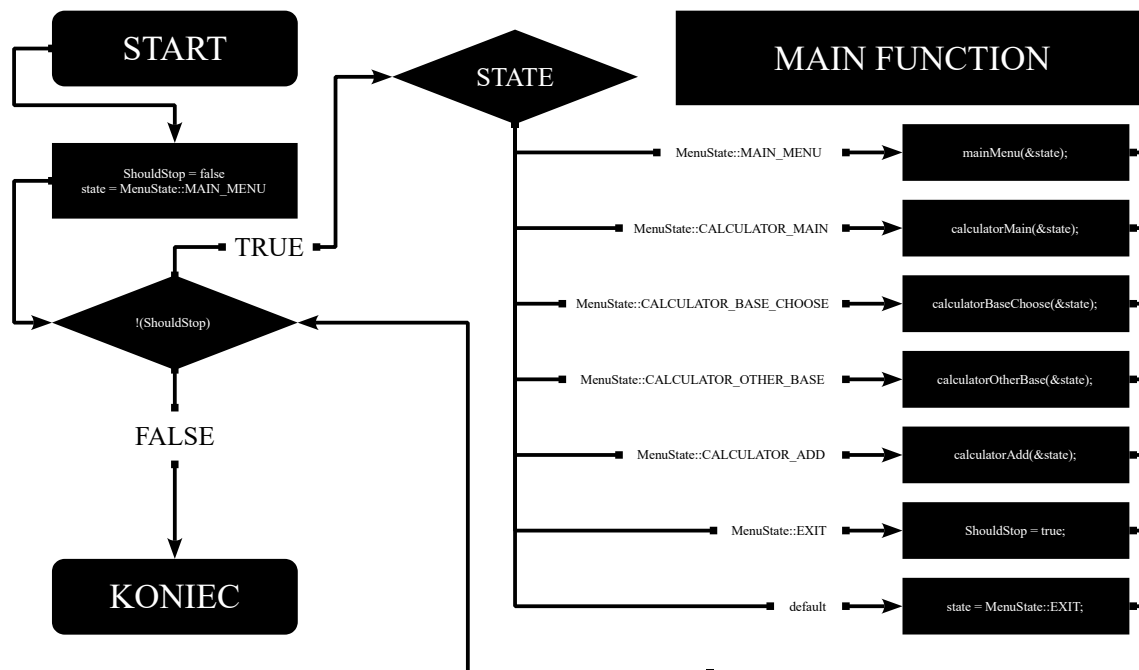 START
STATE
MAIN FUNCTION
ShouldStop = false
state = MenuState::MAIN_MENU
TRUE
!(ShouldStop)
FALSE
KONIEC
MenuState::MAIN_MENU
mainMenu(&state);
MenuState::CALCULATOR_MAIN
calculatorMain(&state);
MenuState::CALCULATOR_BASE_CHOOSE
calculatorBaseChoose(&state);
MenuState::CALCULATOR_OTHER_BASE
calculatorOtherBase(&state);
MenuState::CALCULATOR_ADD
calculatorAdd(&state);
MenuState::EXIT
ShouldStop = true;
default
state = MenuState::EXIT;